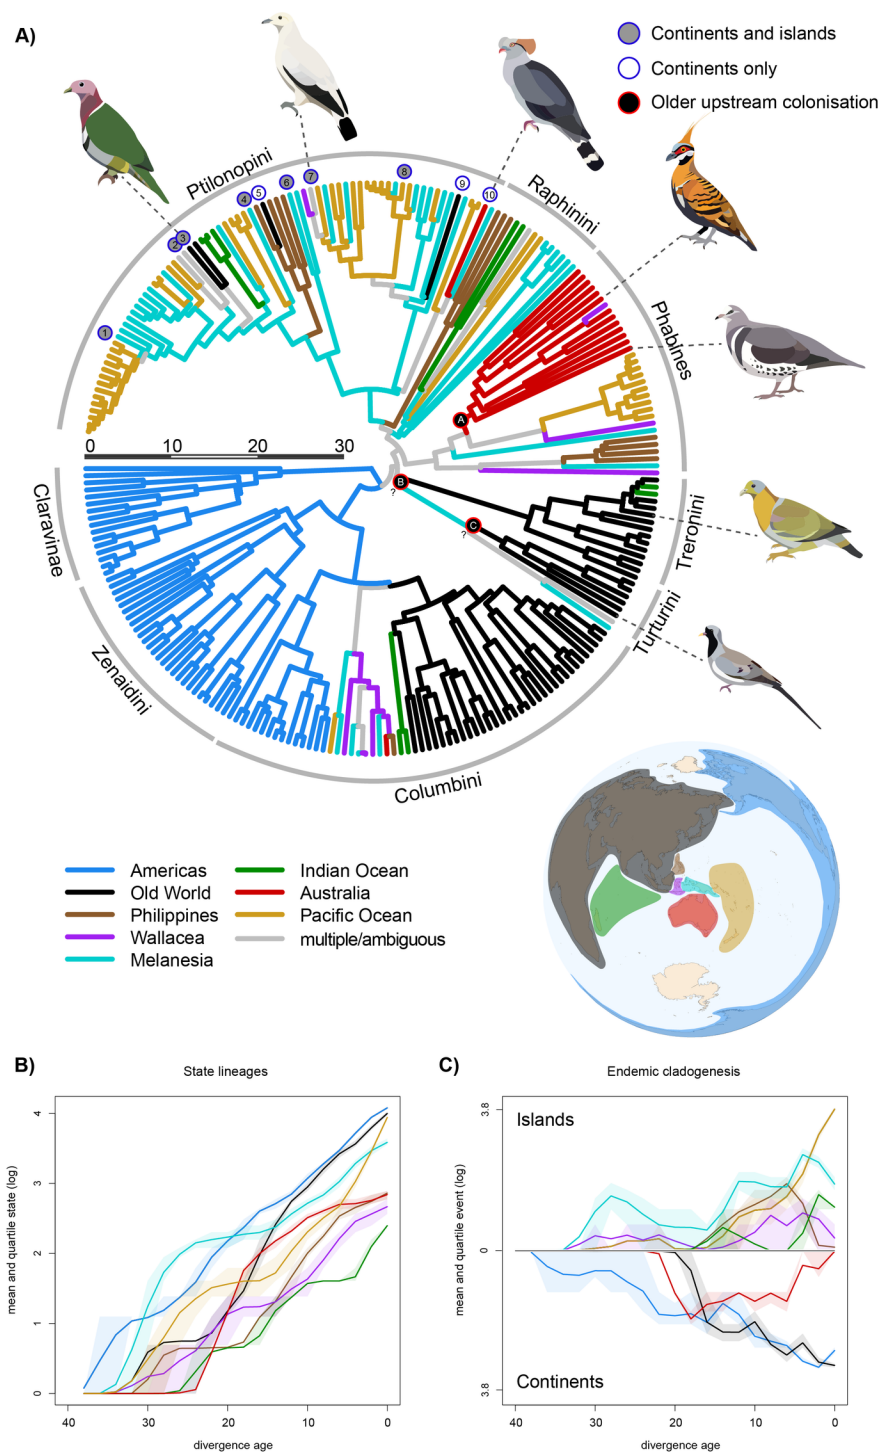 A)
Continents and islands
Continents only
Older upstream colonisation
Ptilonopini
Raphinini
Phabines
Treronini
Turturini
Columbini
Zenaidini
Claravinae
1
2
3
4
5
6
7
8
9
10
A
B
?
C
?
0 10 20 30
Americas
Old World
Philippines
Wallacea
Melanesia
Indian Ocean
Australia
Pacific Ocean
multiple/ambiguous
B)
State lineages
mean and quartile state (log)
4
3
2
1
0
40 30 20 10 0
divergence age
C)
Endemic cladogenesis
mean and quartile event (log)
3.8
0
3.8
Islands
Continents
40 30 20 10 0
divergence age